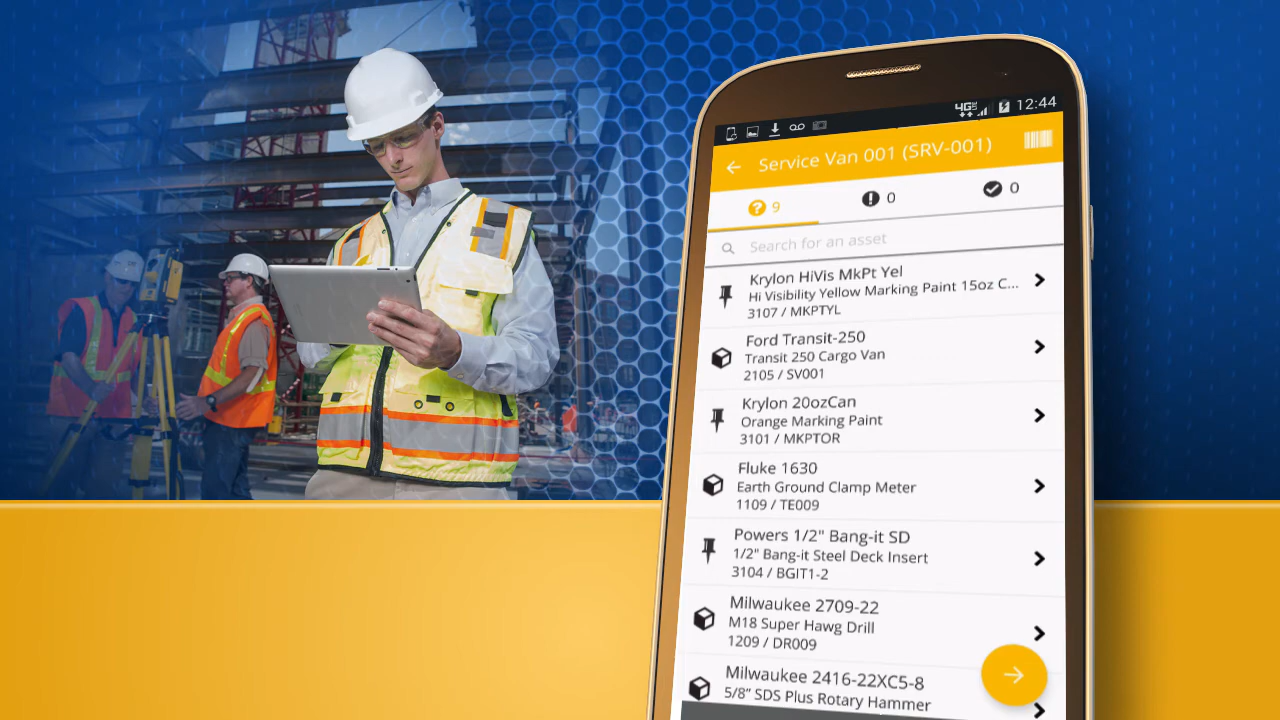 4G LTE 12:44
Service Van 001 (SRV-001)
9 0 0
Search for an asset
Krylon HiVis MkPt Yel
Hi Visibility Yellow Marking Paint 15oz C...
3107 / MKPTYL
Ford Transit-250
Transit 250 Cargo Van
2105 / SV001
Krylon 20ozCan
Orange Marking Paint
3101 / MKPTOR
Fluke 1630
Earth Ground Clamp Meter
1109 / TE009
Powers 1/2" Bang-it SD
1/2" Bang-it Steel Deck Insert
3104 / BGIT1-2
Milwaukee 2709-22
M18 Super Hawg Drill
1209 / DR009
Milwaukee 2416-22XC5-8
5/8” SDS Plus Rotary Hammer